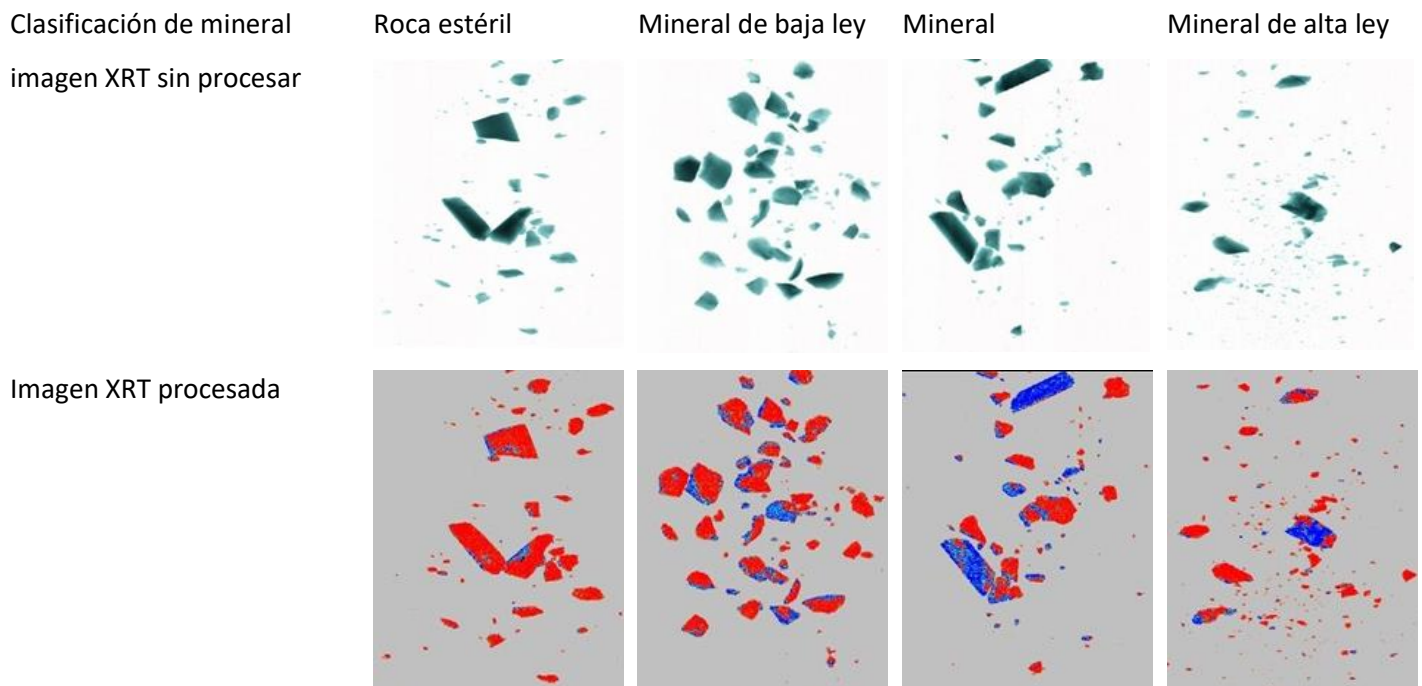 Clasificación de mineral Roca estéril Mineral de baja ley Mineral Mineral de alta ley
imagen XRT sin procesar
Imagen XRT procesada